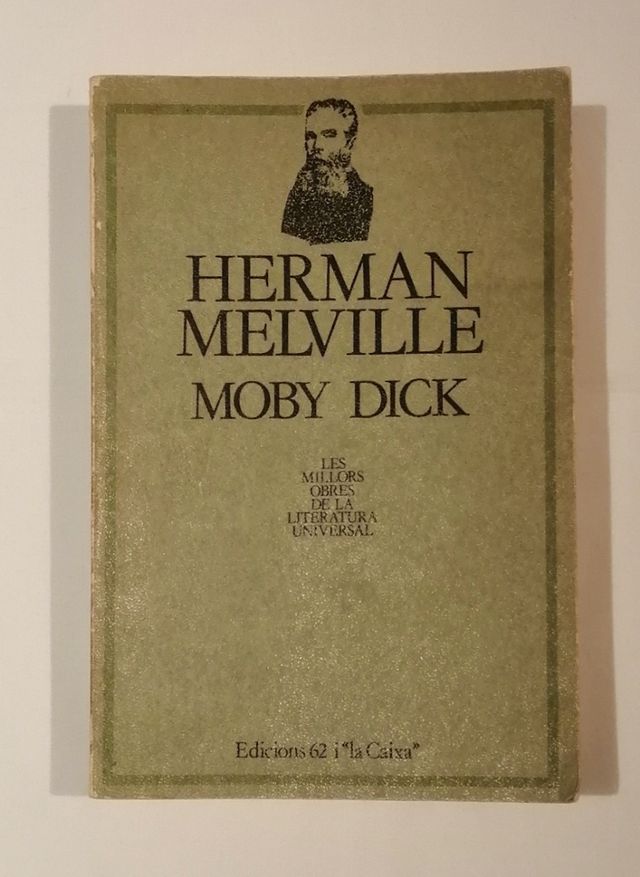 HERMAN
MELVILLE
MOBY DICK
LES
MILLORS
OBRES
DE LA
LITERATURA
UNIVERSAL
Edicions 62 i "la Caixa"